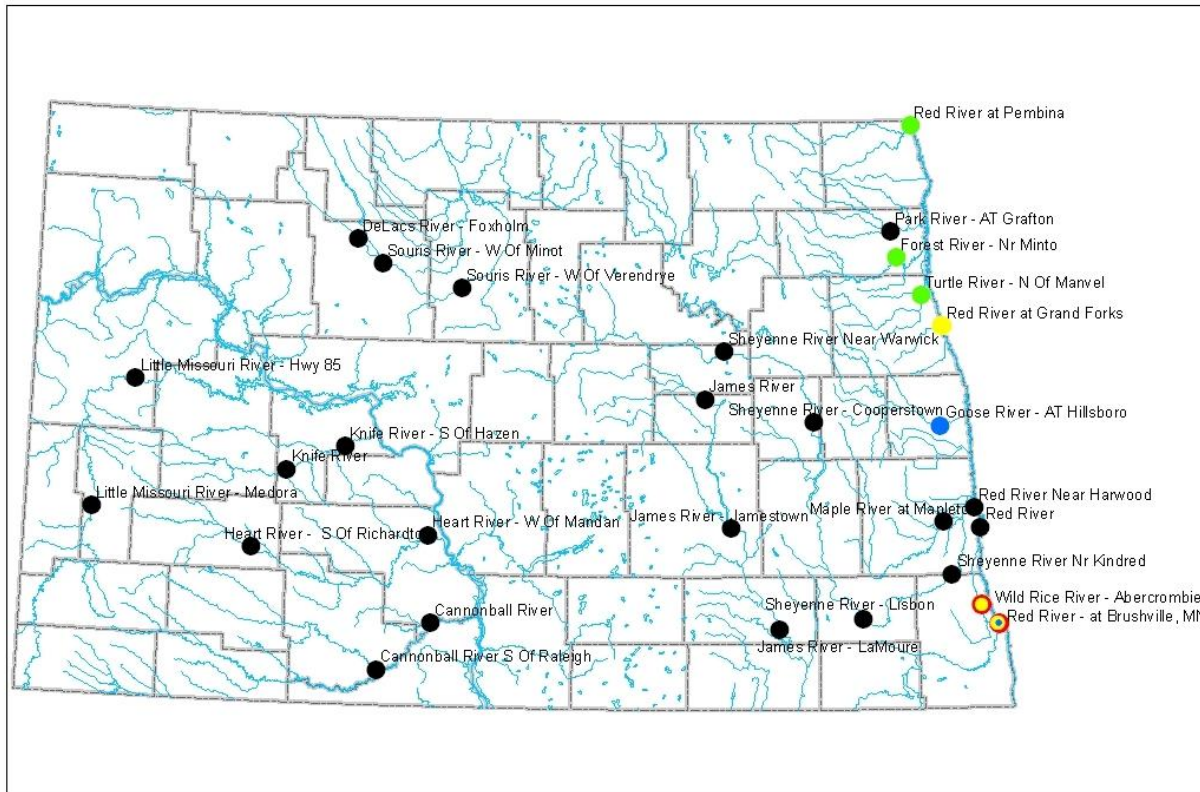 Red River at Pembina
Park River - AT Grafton
DeLacs River - Foxholm
Forest River - Nr Minto
Souris River - W Of Minot
Souris River - W Of Verendrye
Turtle River - N Of Manvel
Red River at Grand Forks
Sheyenne River Near Warwick
Little Missouri River - Hwy 85
James River
Sheyenne River - Cooperstown
Goose River - AT Hillsboro
Knife River - S Of Hazen
Knife River
Little Missouri River - Medora
Red River Near Harwood
Maple River at Mapleto
Red River
James River - Jamestown
Heart River - W Of Mandan
Heart River - S Of Richardto
Sheyenne River Nr Kindred
Wild Rice River - Abercrombie
Sheyenne River - Lisbon
Cannonball River
Red River - at Brushville, MN
James River - LaMoure
Cannonball River S Of Raleigh